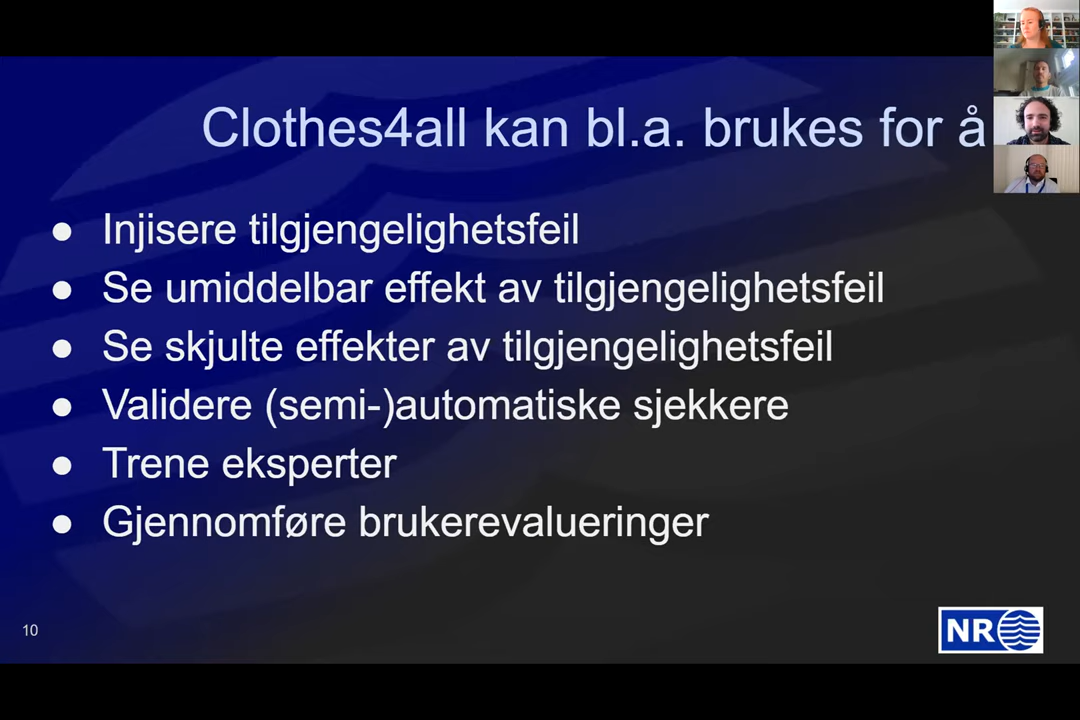 Clothes4all kan bl.a. brukes for å
● Injisere tilgjengelighetsfeil
● Se umiddelbar effekt av tilgjengelighetsfeil
● Se skjulte effekter av tilgjengelighetsfeil
● Validere (semi-)automatiske sjekkere
● Trene eksperter
● Gjennomføre brukerevalueringer
10
NR